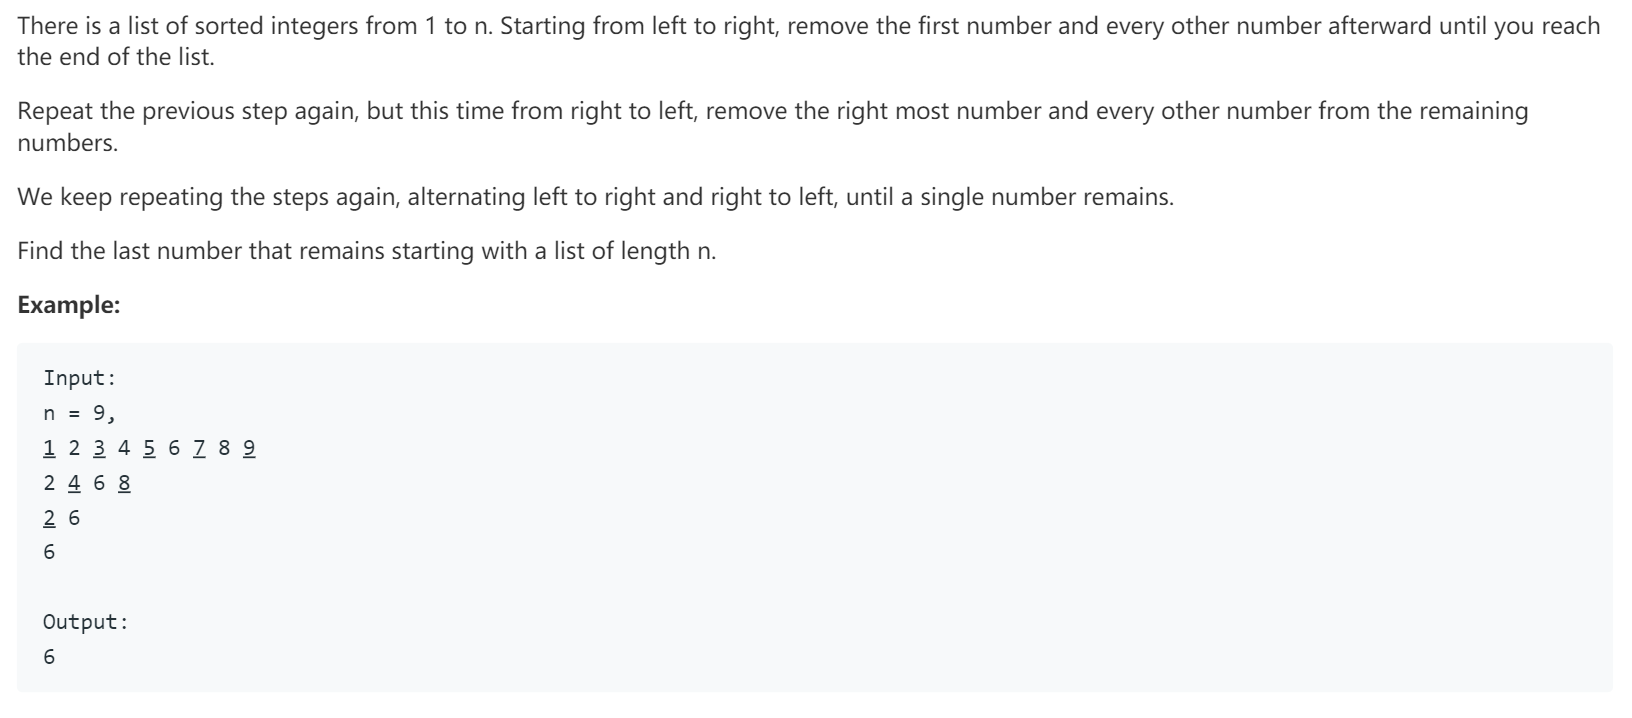 There is a list of sorted integers from 1 to n. Starting from left to right, remove the first number and every other number afterward until you reach
the end of the list.
Repeat the previous step again, but this time from right to left, remove the right most number and every other number from the remaining
numbers.
We keep repeating the steps again, alternating left to right and right to left, until a single number remains.
Find the last number that remains starting with a list of length n.
Example:
Input:
n = 9,
1 2 3 4 5 6 7 8 9
2 4 6 8
2 6
6
Output:
6